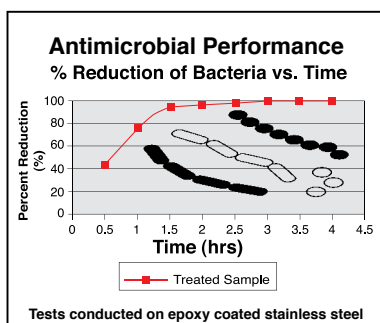 Antimicrobial Performance
% Reduction of Bacteria vs. Time
Percent Reduction
(%)
100
80
60
40
20
0
0 0.5 1 1.5 2 2.5 3 3.5 4 4.5
Time (hrs)
Treated Sample
Tests conducted on epoxy coated stainless steel